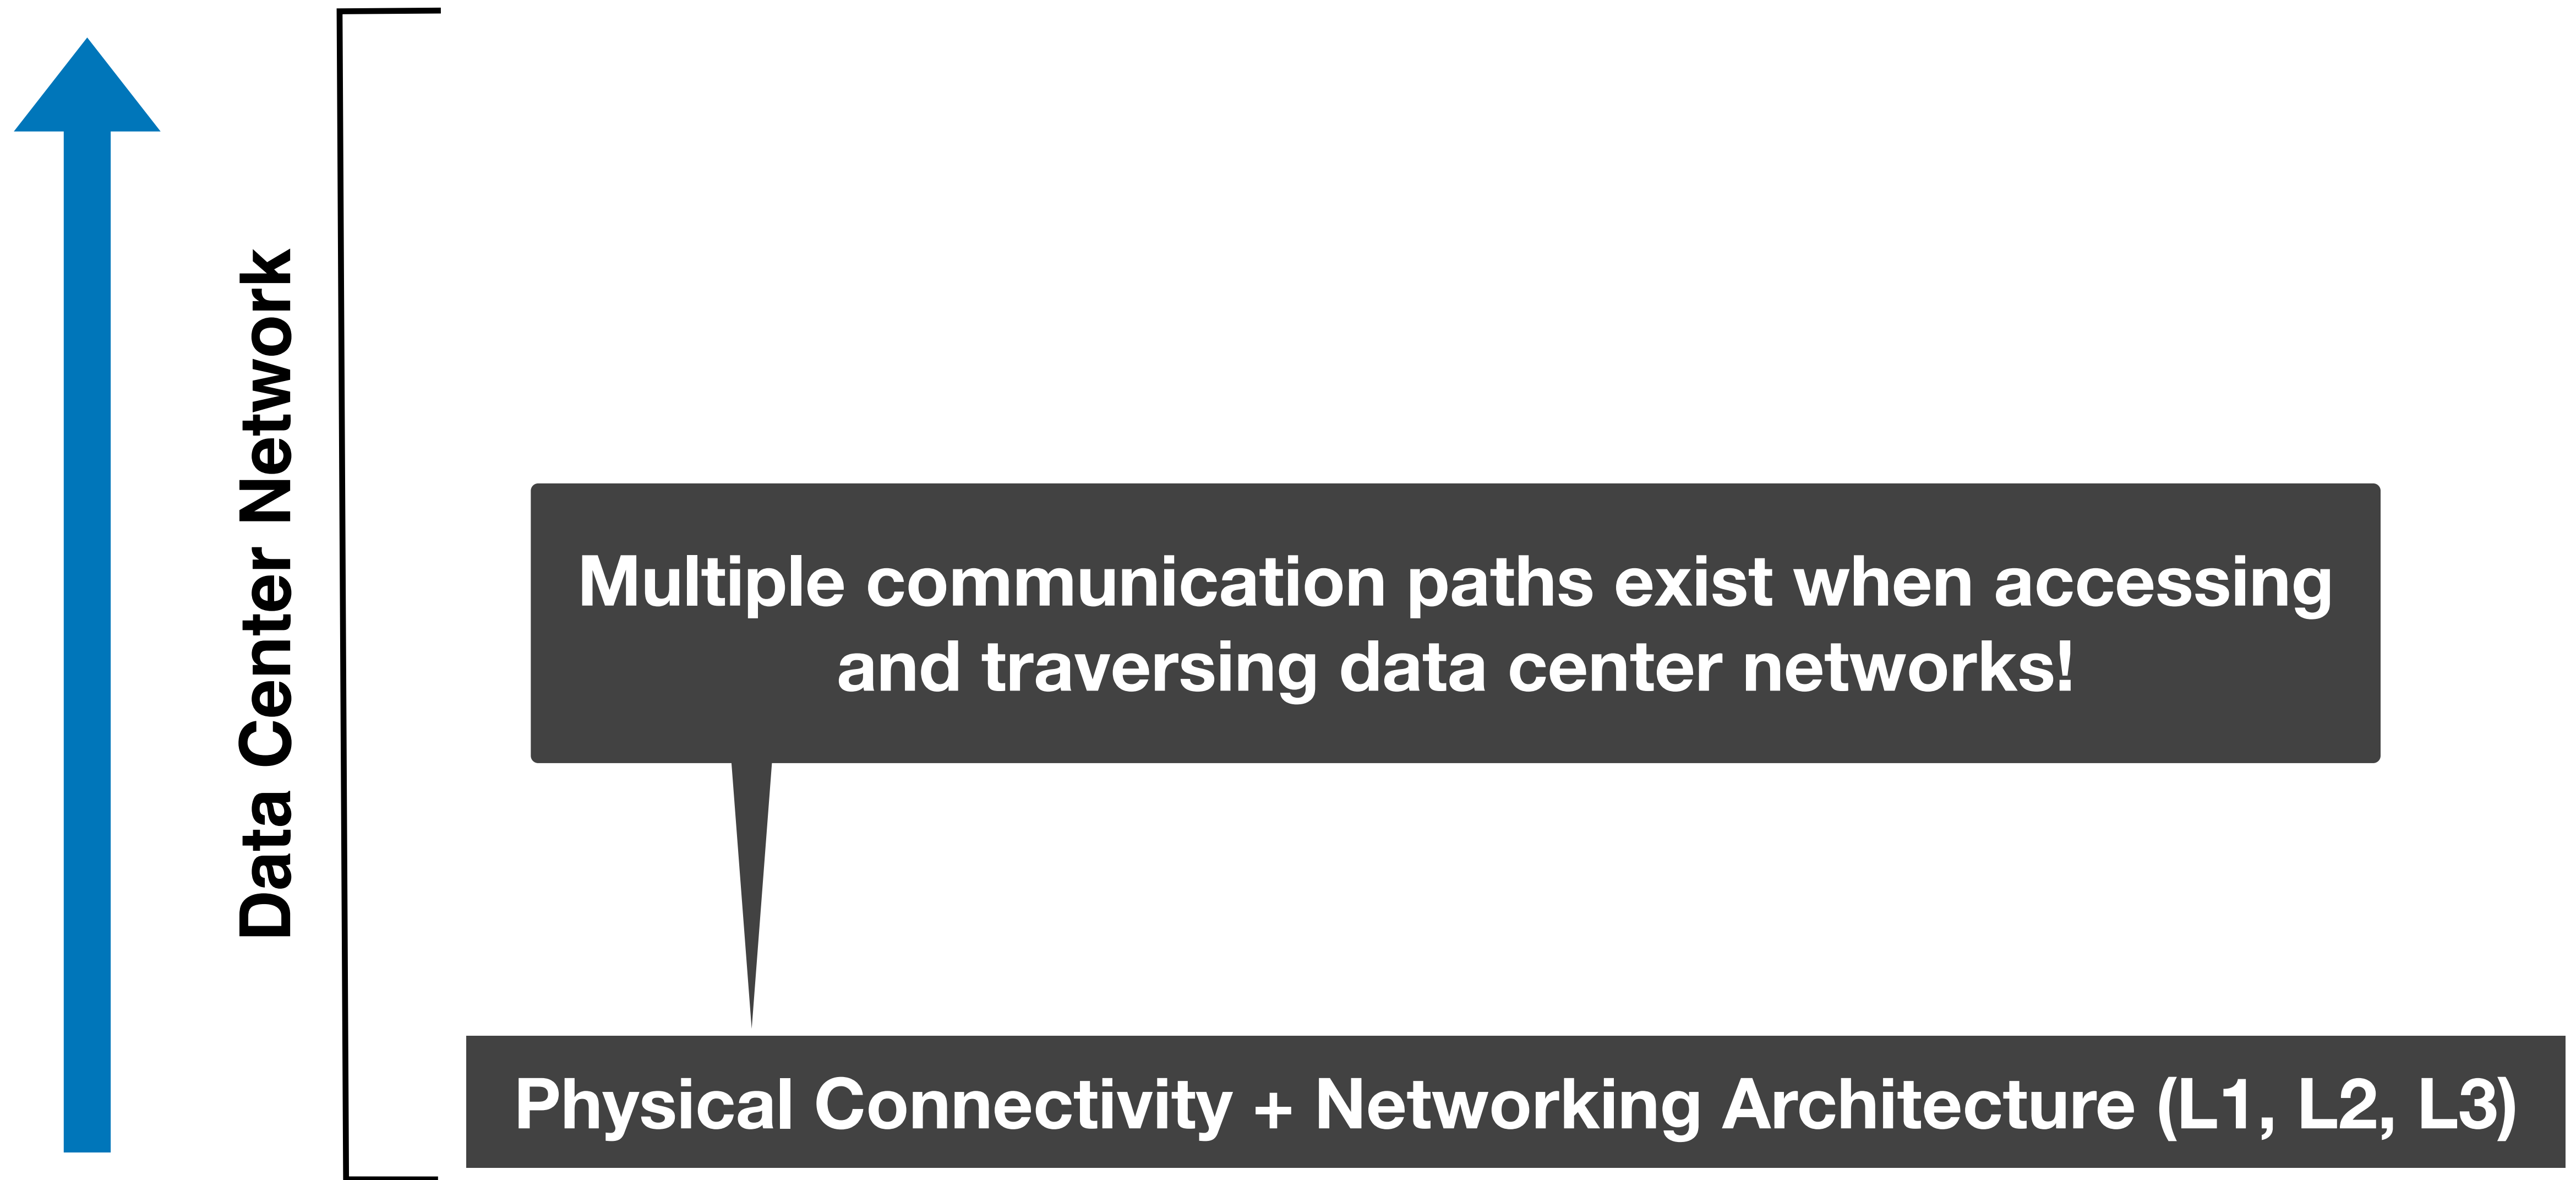 Data Center Network
Multiple communication paths exist when accessing
and traversing data center networks!
Physical Connectivity + Networking Architecture (L1, L2, L3)